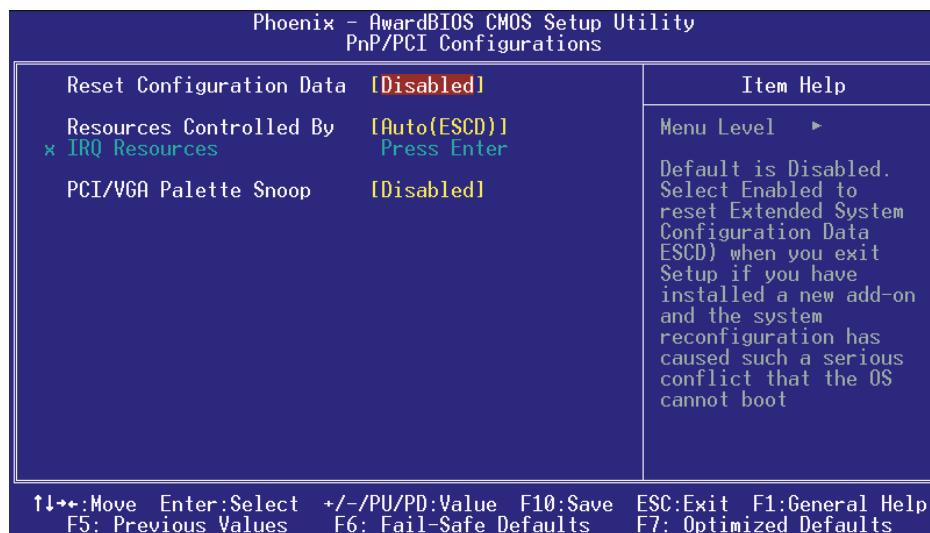 Phoenix - AwardBIOS CMOS Setup Utility
PnP/PCI Configurations
Reset Configuration Data [Disabled]
Resources Controlled By [Auto(ESCD)]
x IRQ Resources Press Enter
PCI/VGA Palette Snoop [Disabled]
Item Help
Menu Level ►
Default is Disabled.
Select Enabled to
reset Extended System
Configuration Data
ESCD) when you exit
Setup if you have
installed a new add-on
and the system
reconfiguration has
caused such a serious
conflict that the OS
cannot boot
↑↓→←:Move Enter:Select +/-/PU/PD:Value F10:Save ESC:Exit F1:General Help
F5: Previous Values F6: Fail-Safe Defaults F7: Optimized Defaults